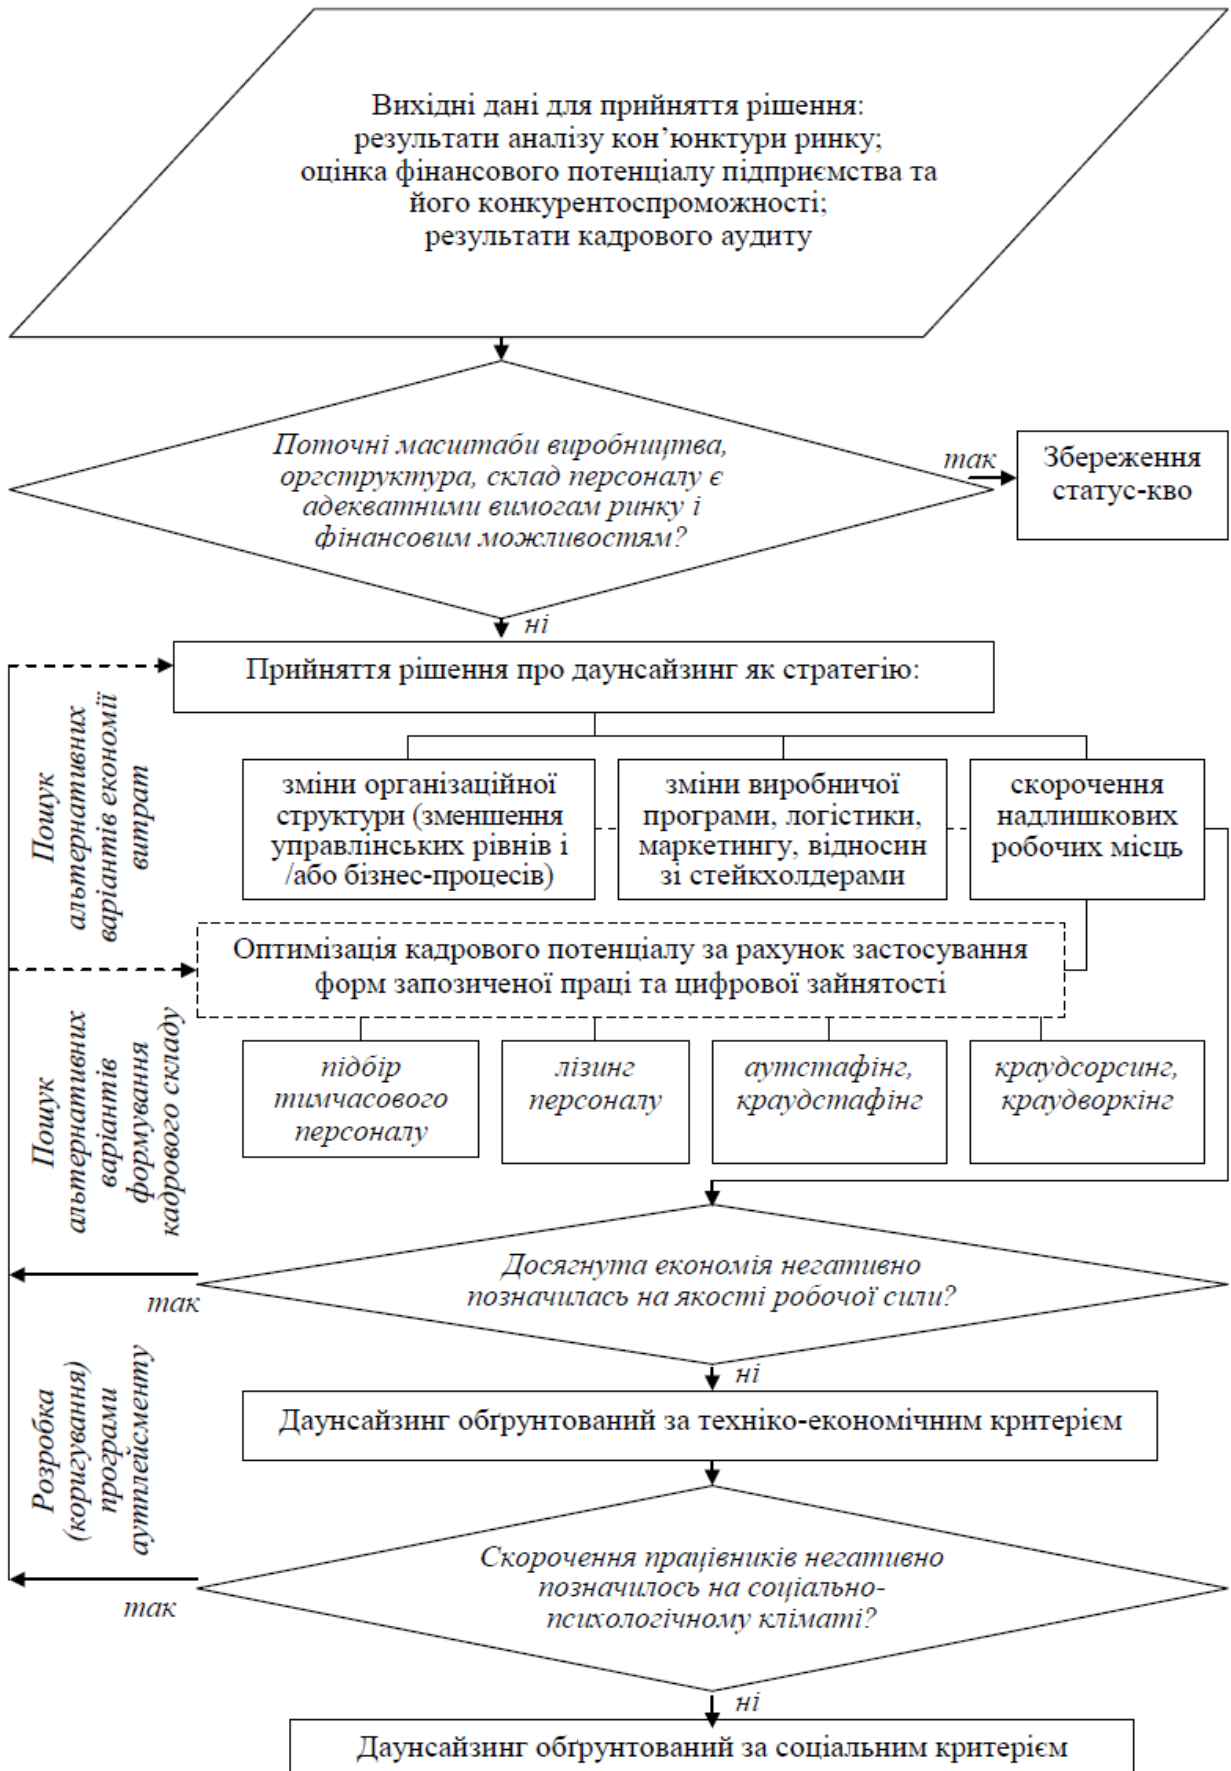 Вихідні дані для прийняття рішення:
результати аналізу кон’юнктури ринку;
оцінка фінансового потенціалу підприємства та
його конкурентоспроможності;
результати кадрового аудиту
Поточні масштаби виробництва,
оргструктура, склад персоналу є
адекватними вимогам ринку і
фінансовим можливостям?
так
Збереження
статус-кво
ні
Прийняття рішення про даунсайзинг як стратегію:
Пошук
альтернативних
варіантів економії
витрат
зміни організаційної
структури (зменшення
управлінських рівнів і
/або бізнес-процесів)
зміни виробничої
програми, логістики,
маркетингу, відносин
зі стейкхолдерами
скорочення
надлишкових
робочих місць
Оптимізація кадрового потенціалу за рахунок застосування
форм запозиченої праці та цифрової зайнятості
Пошук
альтернативних
варіантів
формування
кадрового складу
підбір
тимчасового
персоналу
лізинг
персоналу
аутстафінг,
краудстафінг
краудсорсинг,
краудворкінг
Досягнута економія негативно
позначилась на якості робочої сили?
так
ні
Розробка
(коригування)
програми
аутплейсменту
Даунсайзинг обґрунтований за техніко-економічним критерієм
Скорочення працівників негативно
позначилось на соціально-
психологічному кліматі?
так
ні
Даунсайзинг обґрунтований за соціальним критерієм